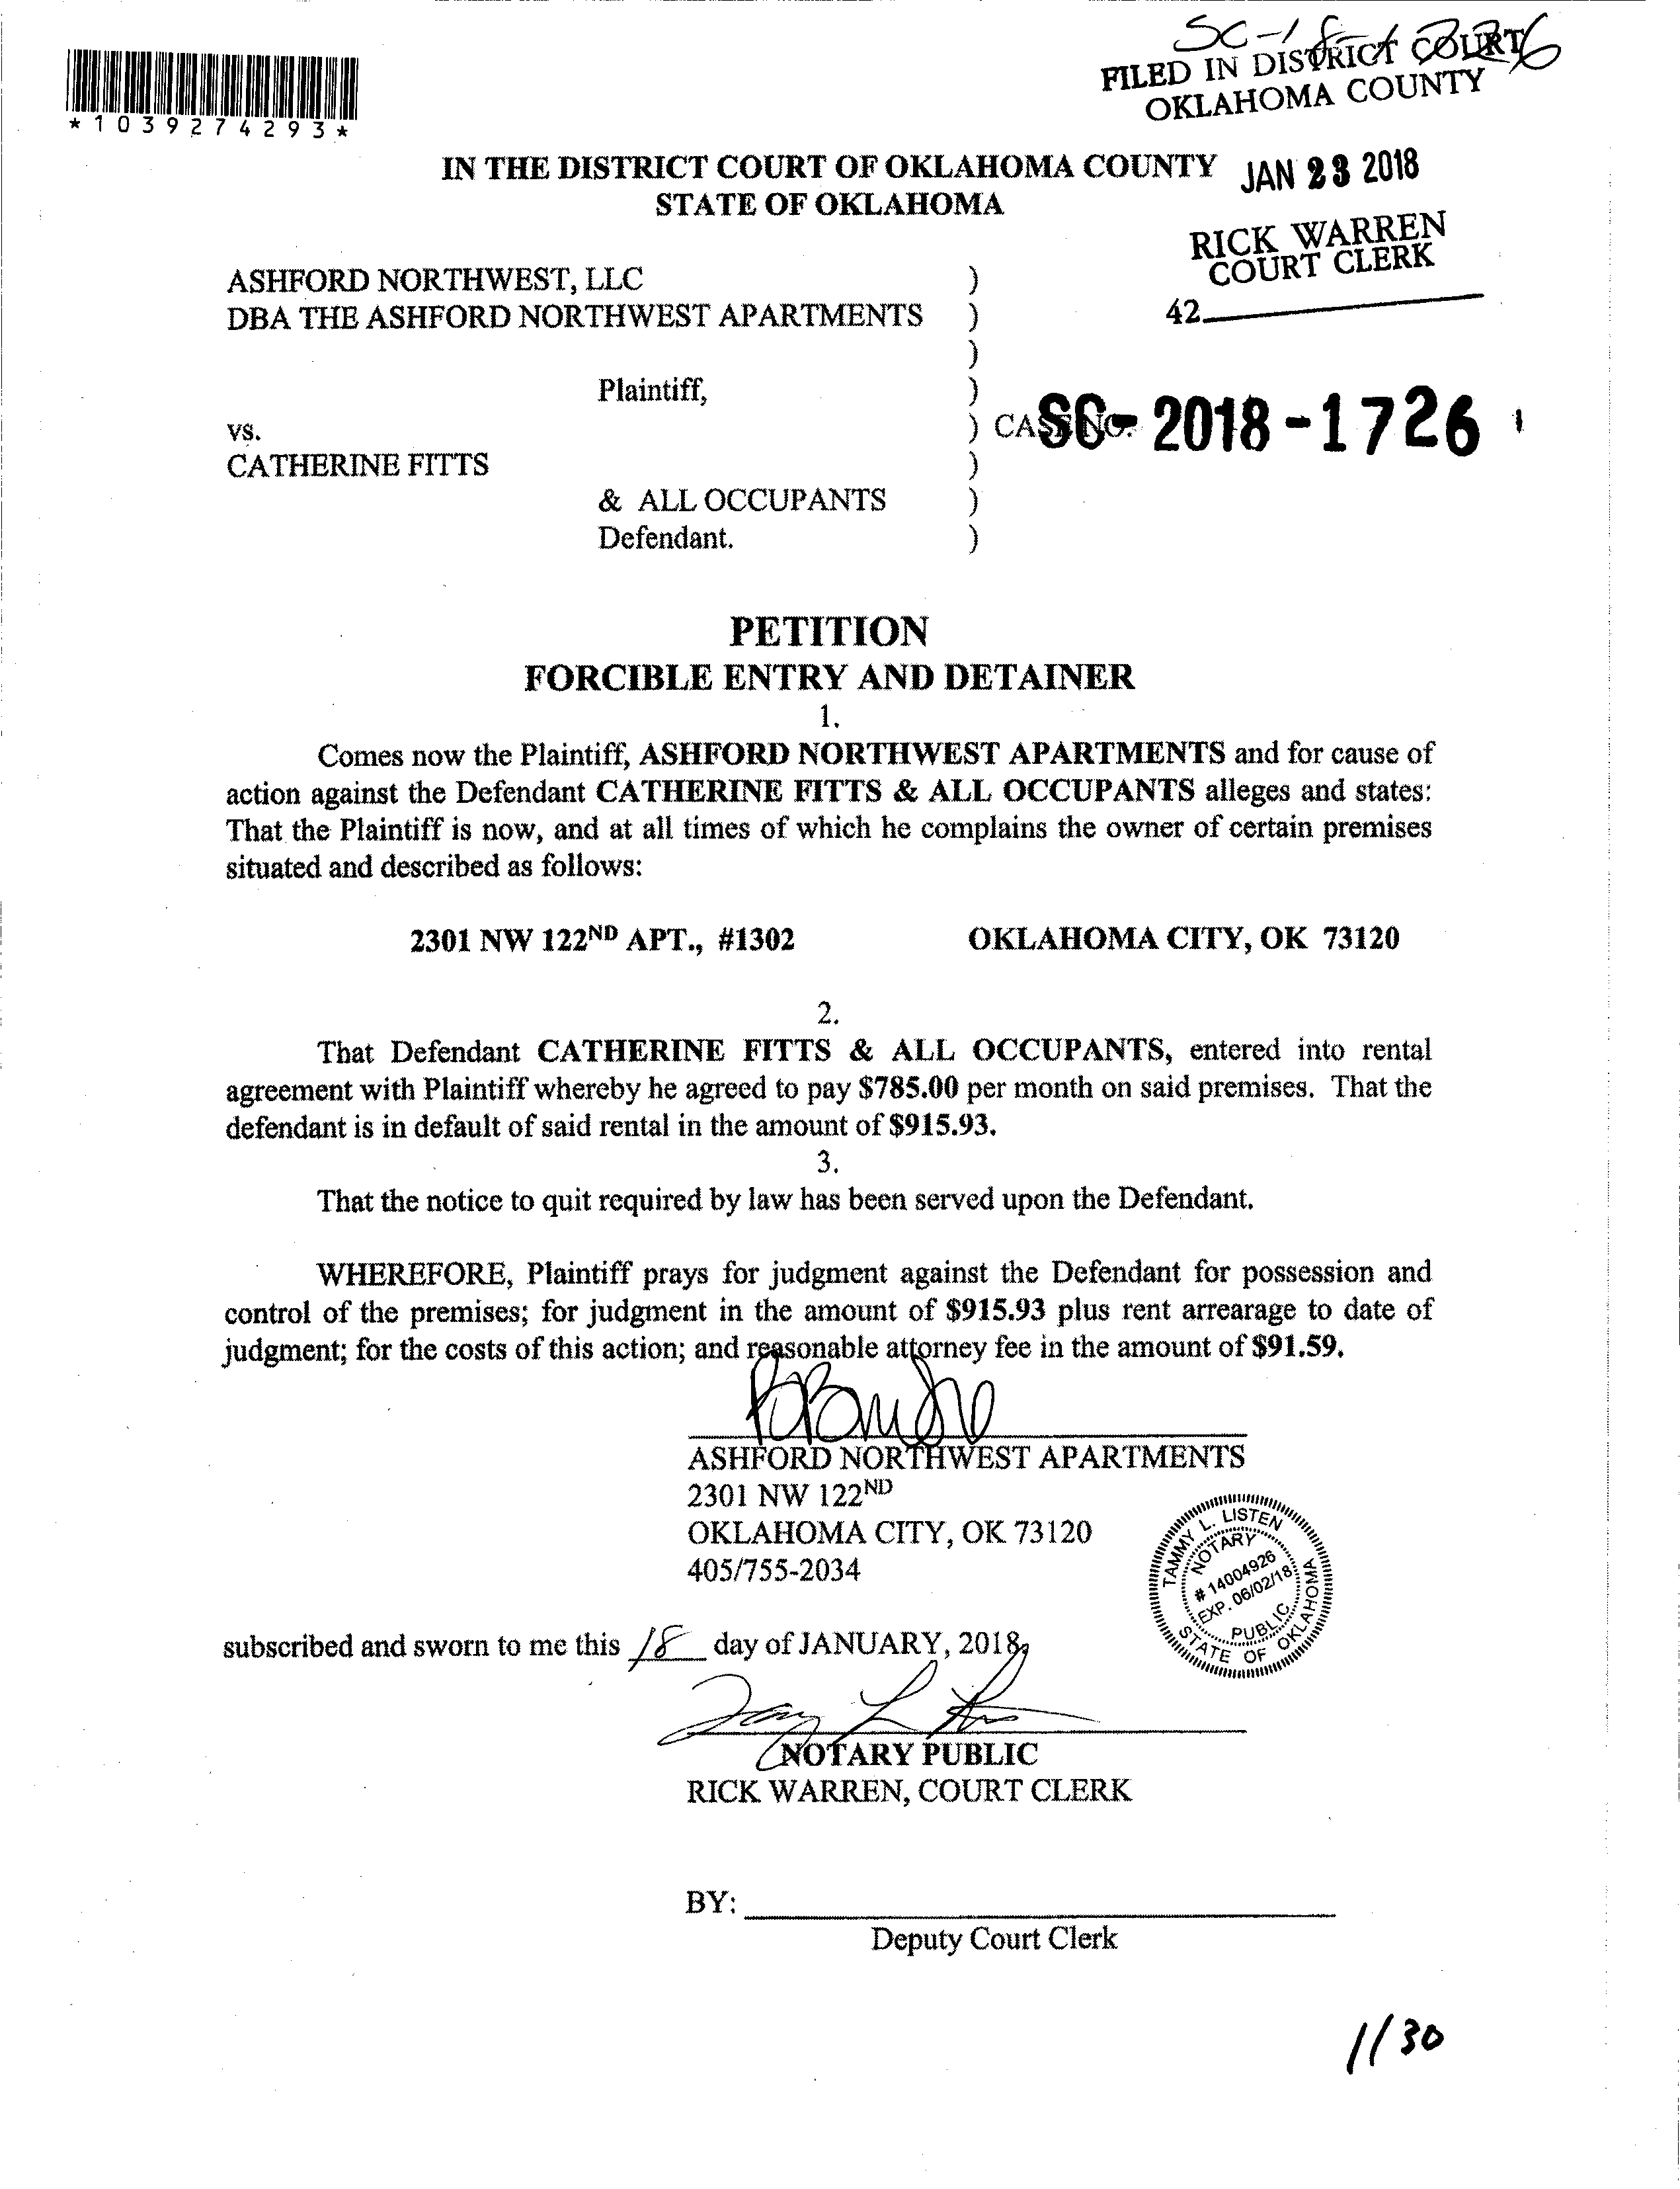 SC-18-1726
FILED IN DISTRICT COURT
OKLAHOMA COUNTY
*1039274293*
IN THE DISTRICT COURT OF OKLAHOMA COUNTY
STATE OF OKLAHOMA
JAN 23 2018
RICK WARREN
COURT CLERK
42
ASHFORD NORTHWEST, LLC )
DBA THE ASHFORD NORTHWEST APARTMENTS )
)
Plaintiff, )
vs. ) CASE NO. SC-2018-1726
CATHERINE FITTS )
& ALL OCCUPANTS )
Defendant. )
PETITION
FORCIBLE ENTRY AND DETAINER
1.
Comes now the Plaintiff, ASHFORD NORTHWEST APARTMENTS and for cause of
action against the Defendant CATHERINE FITTS & ALL OCCUPANTS alleges and states:
That the Plaintiff is now, and at all times of which he complains the owner of certain premises
situated and described as follows:
2301 NW 122ND APT., #1302 OKLAHOMA CITY, OK 73120
2.
That Defendant CATHERINE FITTS & ALL OCCUPANTS, entered into rental
agreement with Plaintiff whereby he agreed to pay $785.00 per month on said premises. That the
defendant is in default of said rental in the amount of $915.93.
3.
That the notice to quit required by law has been served upon the Defendant.
WHEREFORE, Plaintiff prays for judgment against the Defendant for possession and
control of the premises; for judgment in the amount of $915.93 plus rent arrearage to date of
judgment; for the costs of this action; and reasonable attorney fee in the amount of $91.59.
ASHFORD NORTHWEST APARTMENTS
2301 NW 122ND
OKLAHOMA CITY, OK 73120
405/755-2034
TAMMY L. LISTEN
NOTARY
# 14004926
EXP. 06/02/18
PUBLIC
STATE OF OKLAHOMA
subscribed and sworn to me this 18 day of JANUARY, 2018,
NOTARY PUBLIC
RICK WARREN, COURT CLERK
BY:
Deputy Court Clerk
1/30